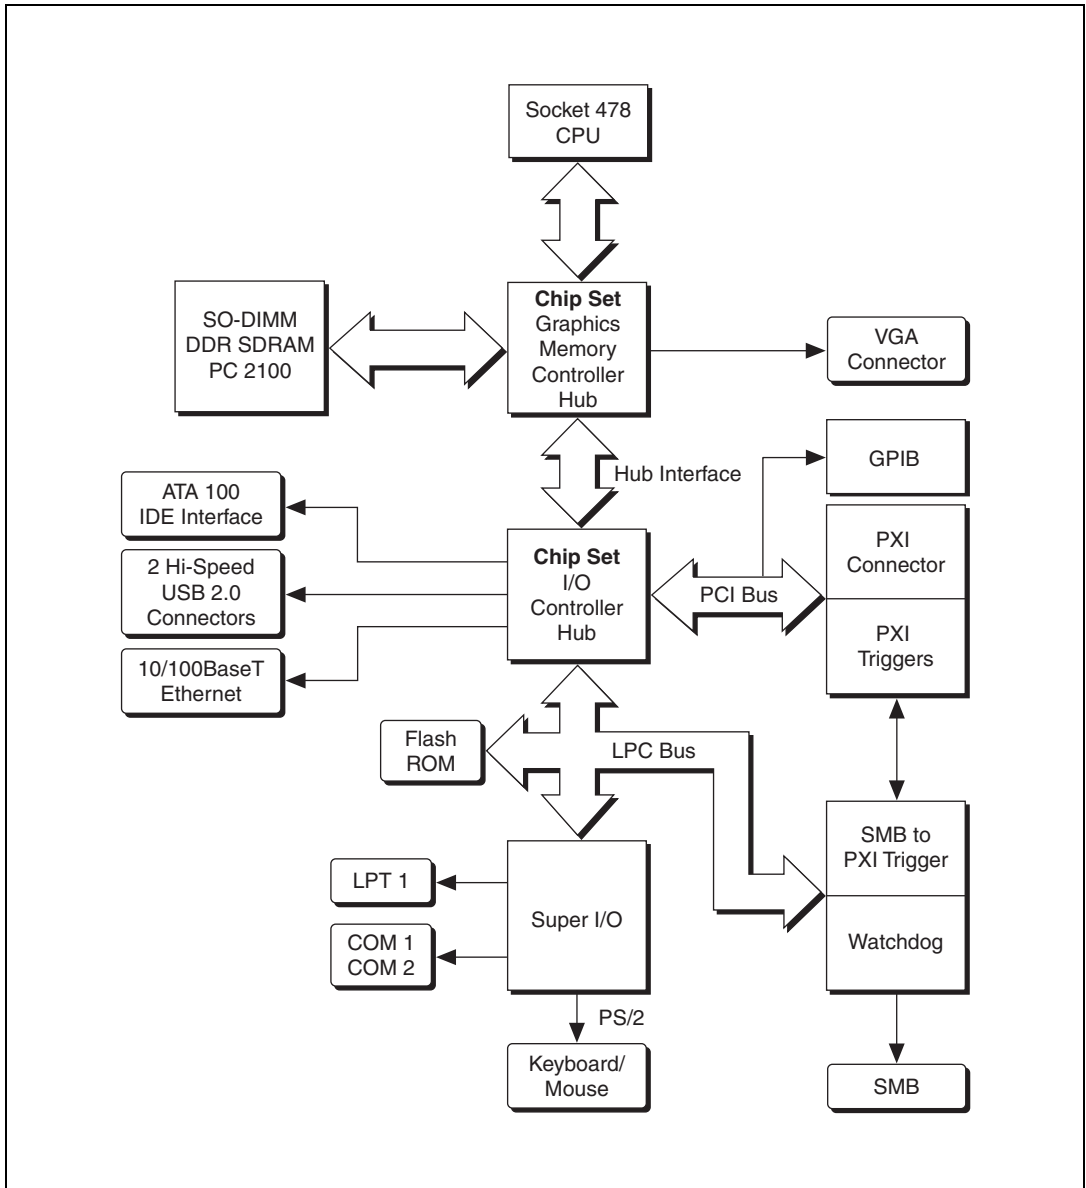 Socket 478
CPU
SO-DIMM
DDR SDRAM
PC 2100
Chip Set
Graphics
Memory
Controller
Hub
VGA
Connector
Hub Interface
GPIB
ATA 100
IDE Interface
2 Hi-Speed
USB 2.0
Connectors
10/100BaseT
Ethernet
Chip Set
I/O
Controller
Hub
PCI Bus
PXI
Connector
PXI
Triggers
Flash
ROM
LPC Bus
SMB to
PXI Trigger
Watchdog
LPT 1
COM 1
COM 2
Super I/O
PS/2
Keyboard/
Mouse
SMB